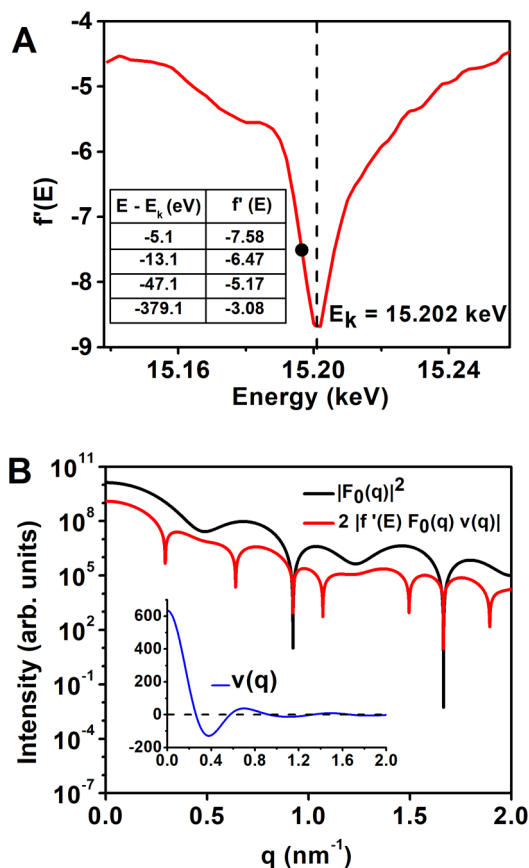 A
-4
-5
-6
-7
-8
-9
f'(E)
E - Ek (eV) f' (E)
-5.1 -7.58
-13.1 -6.47
-47.1 -5.17
-379.1 -3.08
Ek = 15.202 keV
15.16 15.20 15.24
Energy (keV)
B
10^11
10^8
10^5
10^2
10^-1
10^-4
10^-7
Intensity (arb. units)
|F0(q)|^2
2 |f '(E) F0(q) v(q)|
600
400
200
0
-200
v(q)
0.0 0.4 0.8 1.2 1.6 2.0
0.0 0.5 1.0 1.5 2.0
q (nm^-1)